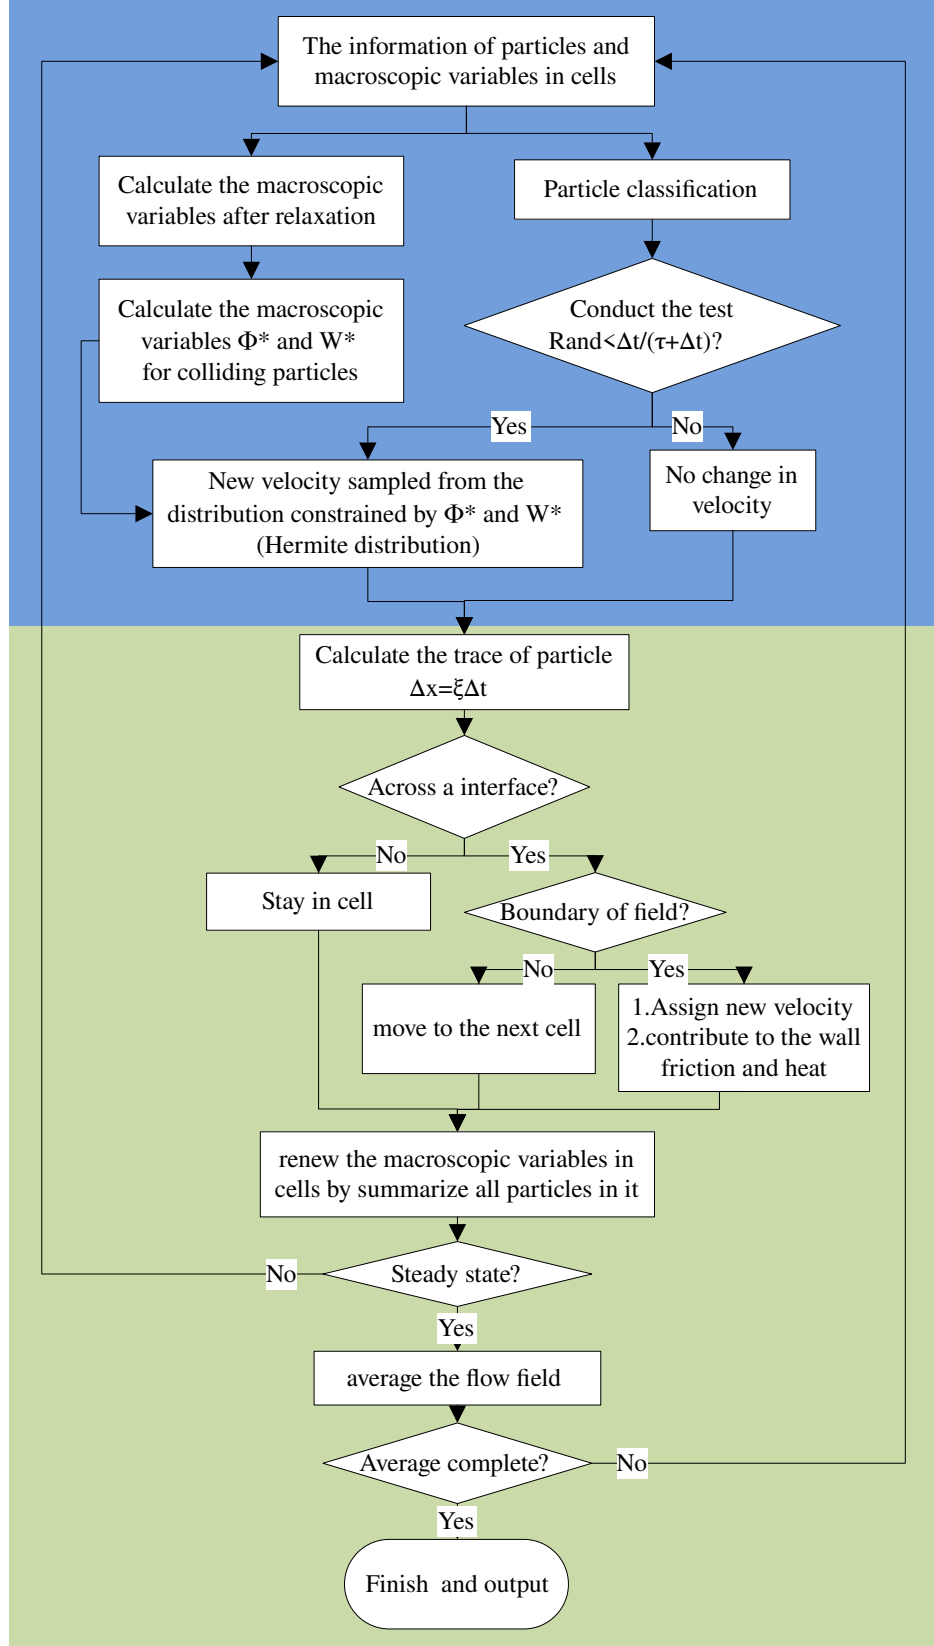 The information of particles and
macroscopic variables in cells
Calculate the macroscopic
variables after relaxation
Particle classification
Calculate the macroscopic
variables Φ* and W*
for colliding particles
Conduct the test
Rand<Δt/(τ+Δt)?
Yes
No
New velocity sampled from the
distribution constrained by Φ* and W*
(Hermite distribution)
No change in
velocity
Calculate the trace of particle
Δx=ξΔt
Across a interface?
No
Yes
Stay in cell
Boundary of field?
No
Yes
move to the next cell
1.Assign new velocity
2.contribute to the wall
friction and heat
renew the macroscopic variables in
cells by summarize all particles in it
Steady state?
No
Yes
average the flow field
Average complete?
No
Yes
Finish and output